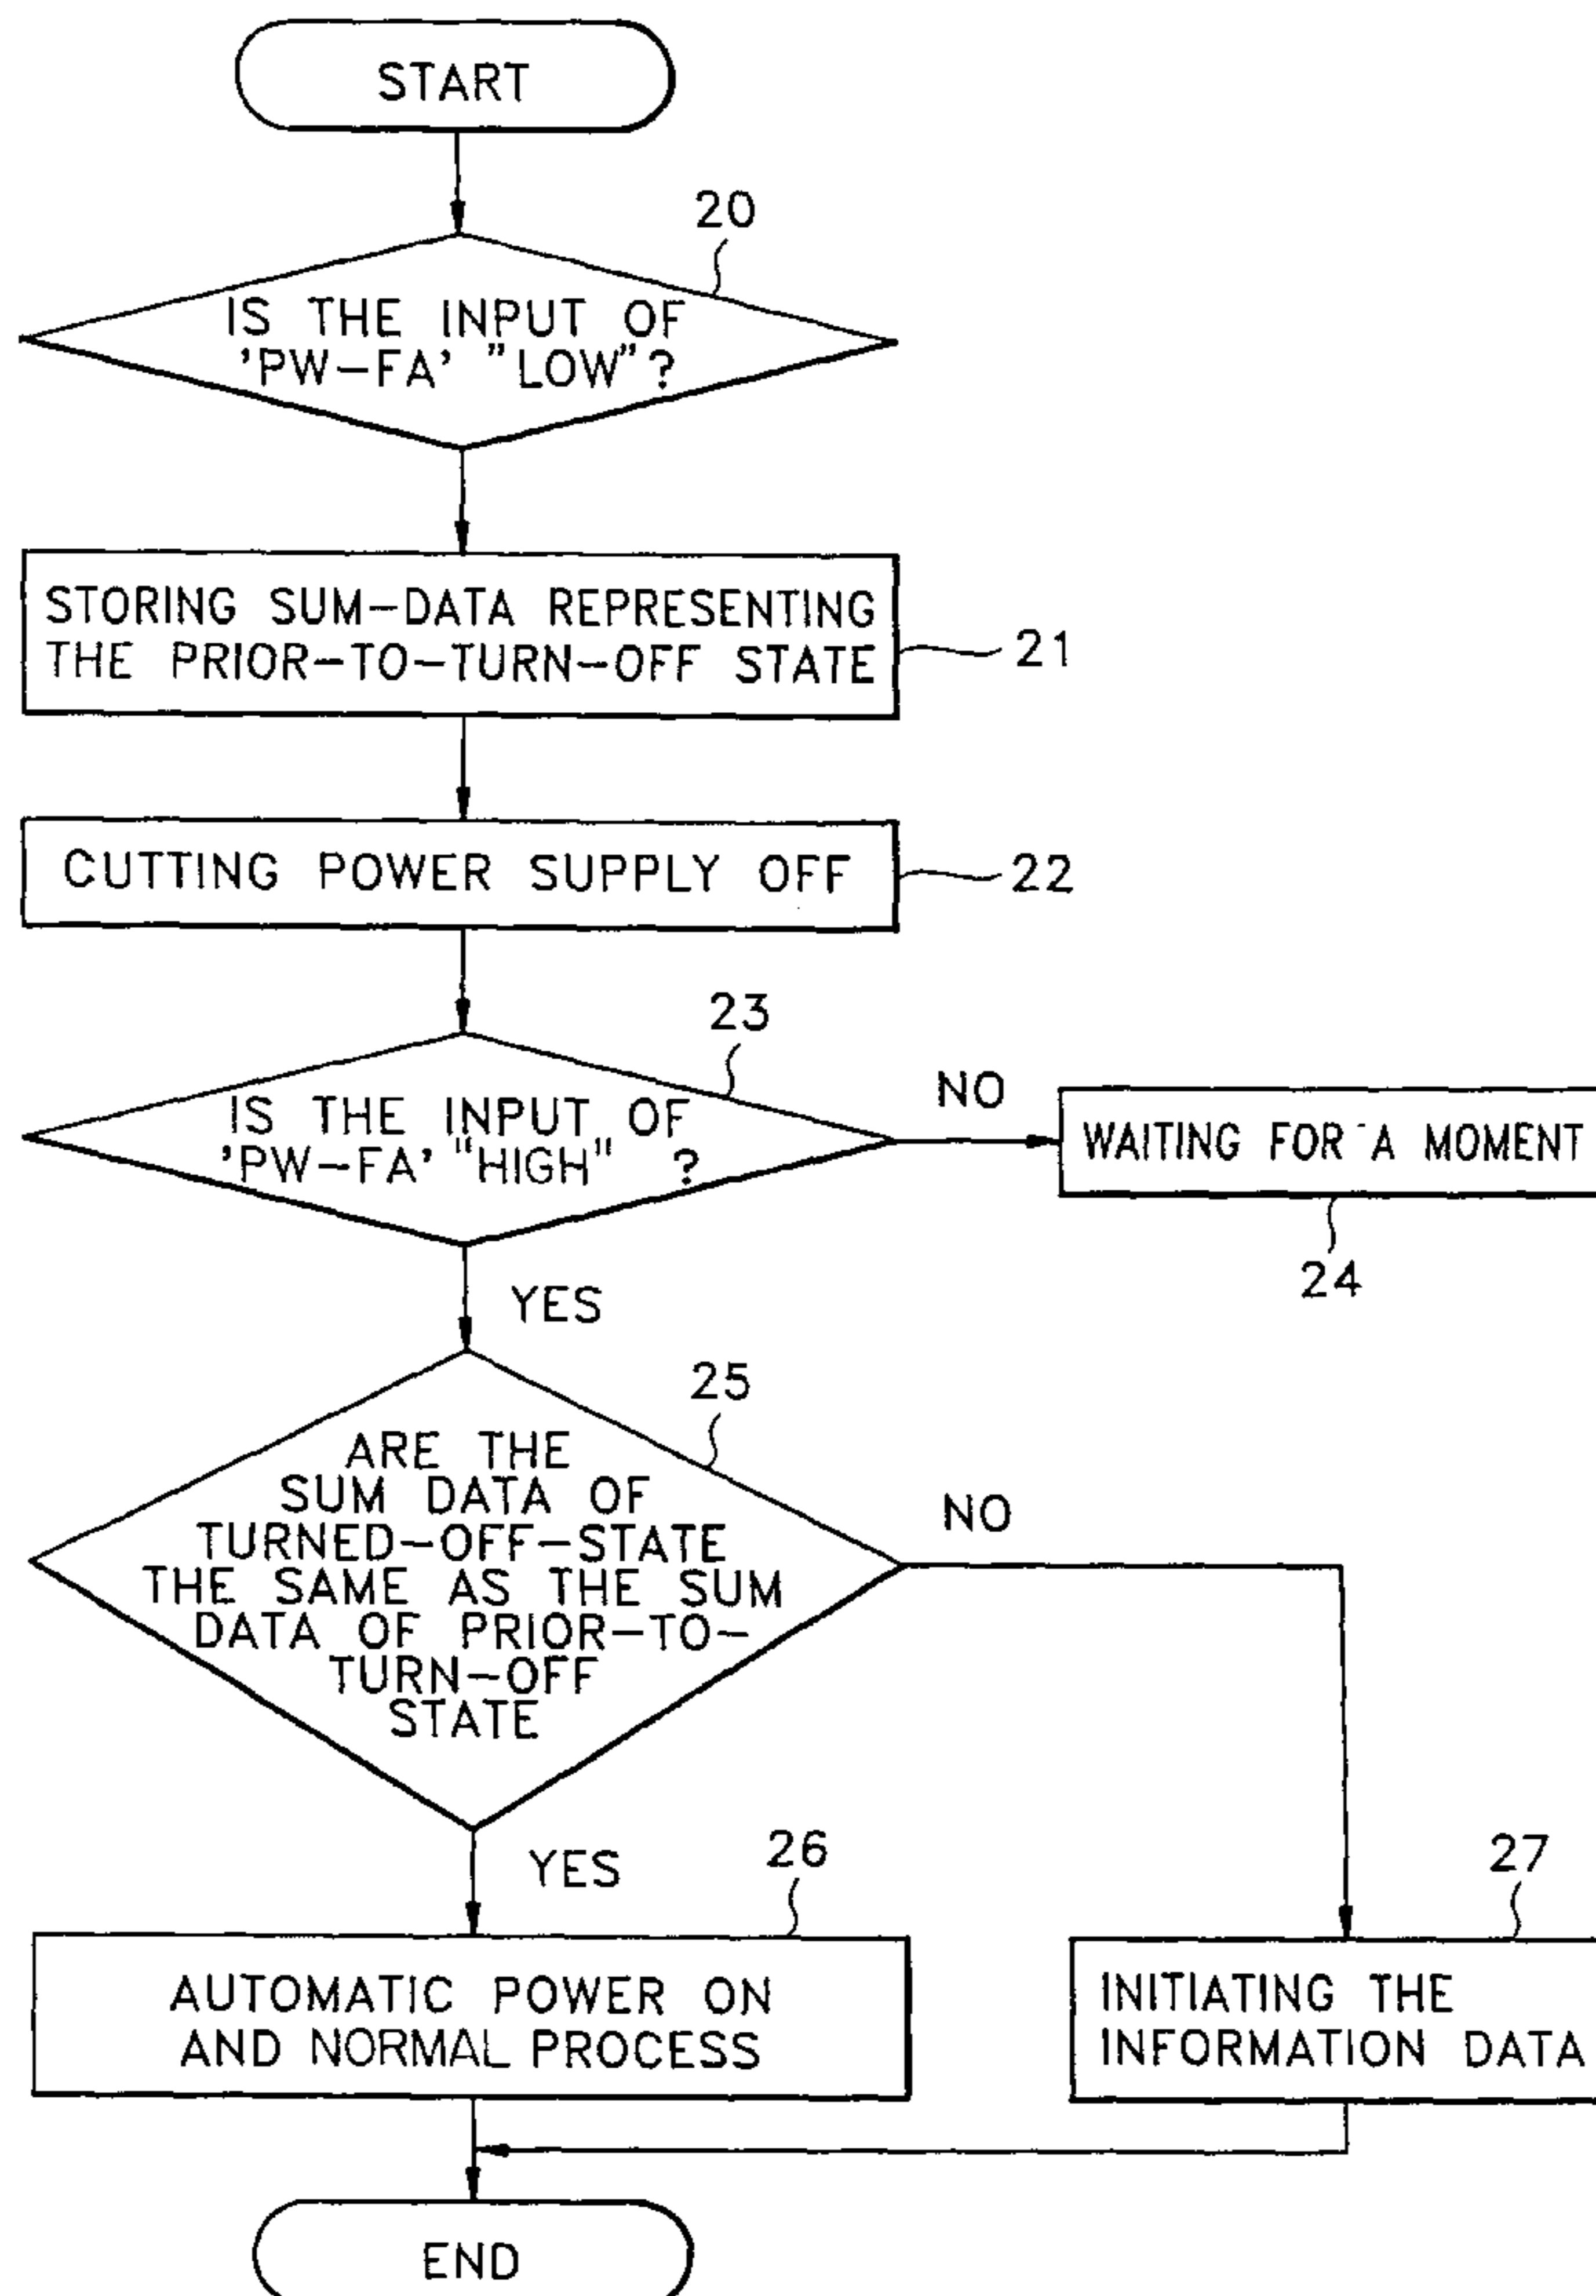 START
20
IS THE INPUT OF
'PW-FA' "LOW"?
STORING SUM-DATA REPRESENTING
THE PRIOR-TO-TURN-OFF STATE
21
CUTTING POWER SUPPLY OFF
22
23
IS THE INPUT OF
'PW-FA' "HIGH" ?
NO
WAITING FOR A MOMENT
24
YES
25
ARE THE
SUM DATA OF
TURNED-OFF-STATE
THE SAME AS THE SUM
DATA OF PRIOR-TO-
TURN-OFF
STATE
NO
YES
26
27
AUTOMATIC POWER ON
AND NORMAL PROCESS
INITIATING THE
INFORMATION DATA
END